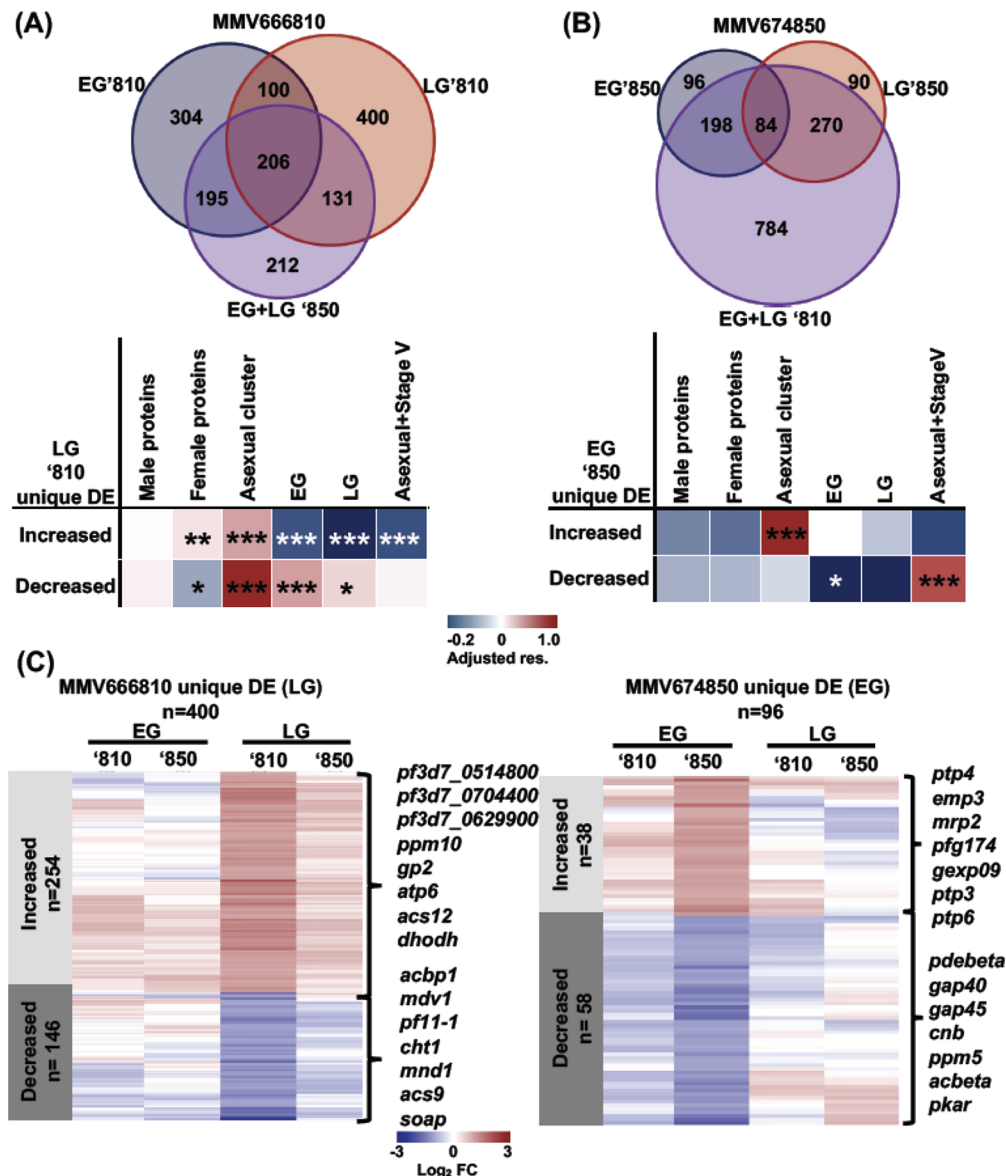 (A)
MMV666810
EG'810
LG'810
304
100
400
206
195
131
212
EG+LG '850
(B)
MMV674850
EG'850
LG'850
96
90
198
84
270
784
EG+LG '810
LG
'810
unique DE
Male proteins
Female proteins
Asexual cluster
EG
LG
Asexual+Stage V
Increased
** *** *** *** ***
Decreased
* *** *** *
EG
'850
unique DE
Male proteins
Female proteins
Asexual cluster
EG
LG
Asexual+StageV
Increased
***
Decreased
* ***
-0.2 0 1.0
Adjusted res.
(C)
MMV666810 unique DE (LG)
n=400
EG LG
'810 '850 '810 '850
Increased
n=254
Decreased
n= 146
pf3d7_0514800
pf3d7_0704400
pf3d7_0629900
ppm10
gp2
atp6
acs12
dhodh
acbp1
mdv1
pf11-1
cht1
mnd1
acs9
soap
-3 0 3
Log₂ FC
MMV674850 unique DE (EG)
n=96
EG LG
'810 '850 '810 '850
Increased
n=38
Decreased
n= 58
ptp4
emp3
mrp2
pfg174
gexp09
ptp3
ptp6
pdebeta
gap40
gap45
cnb
ppm5
acbeta
pkar